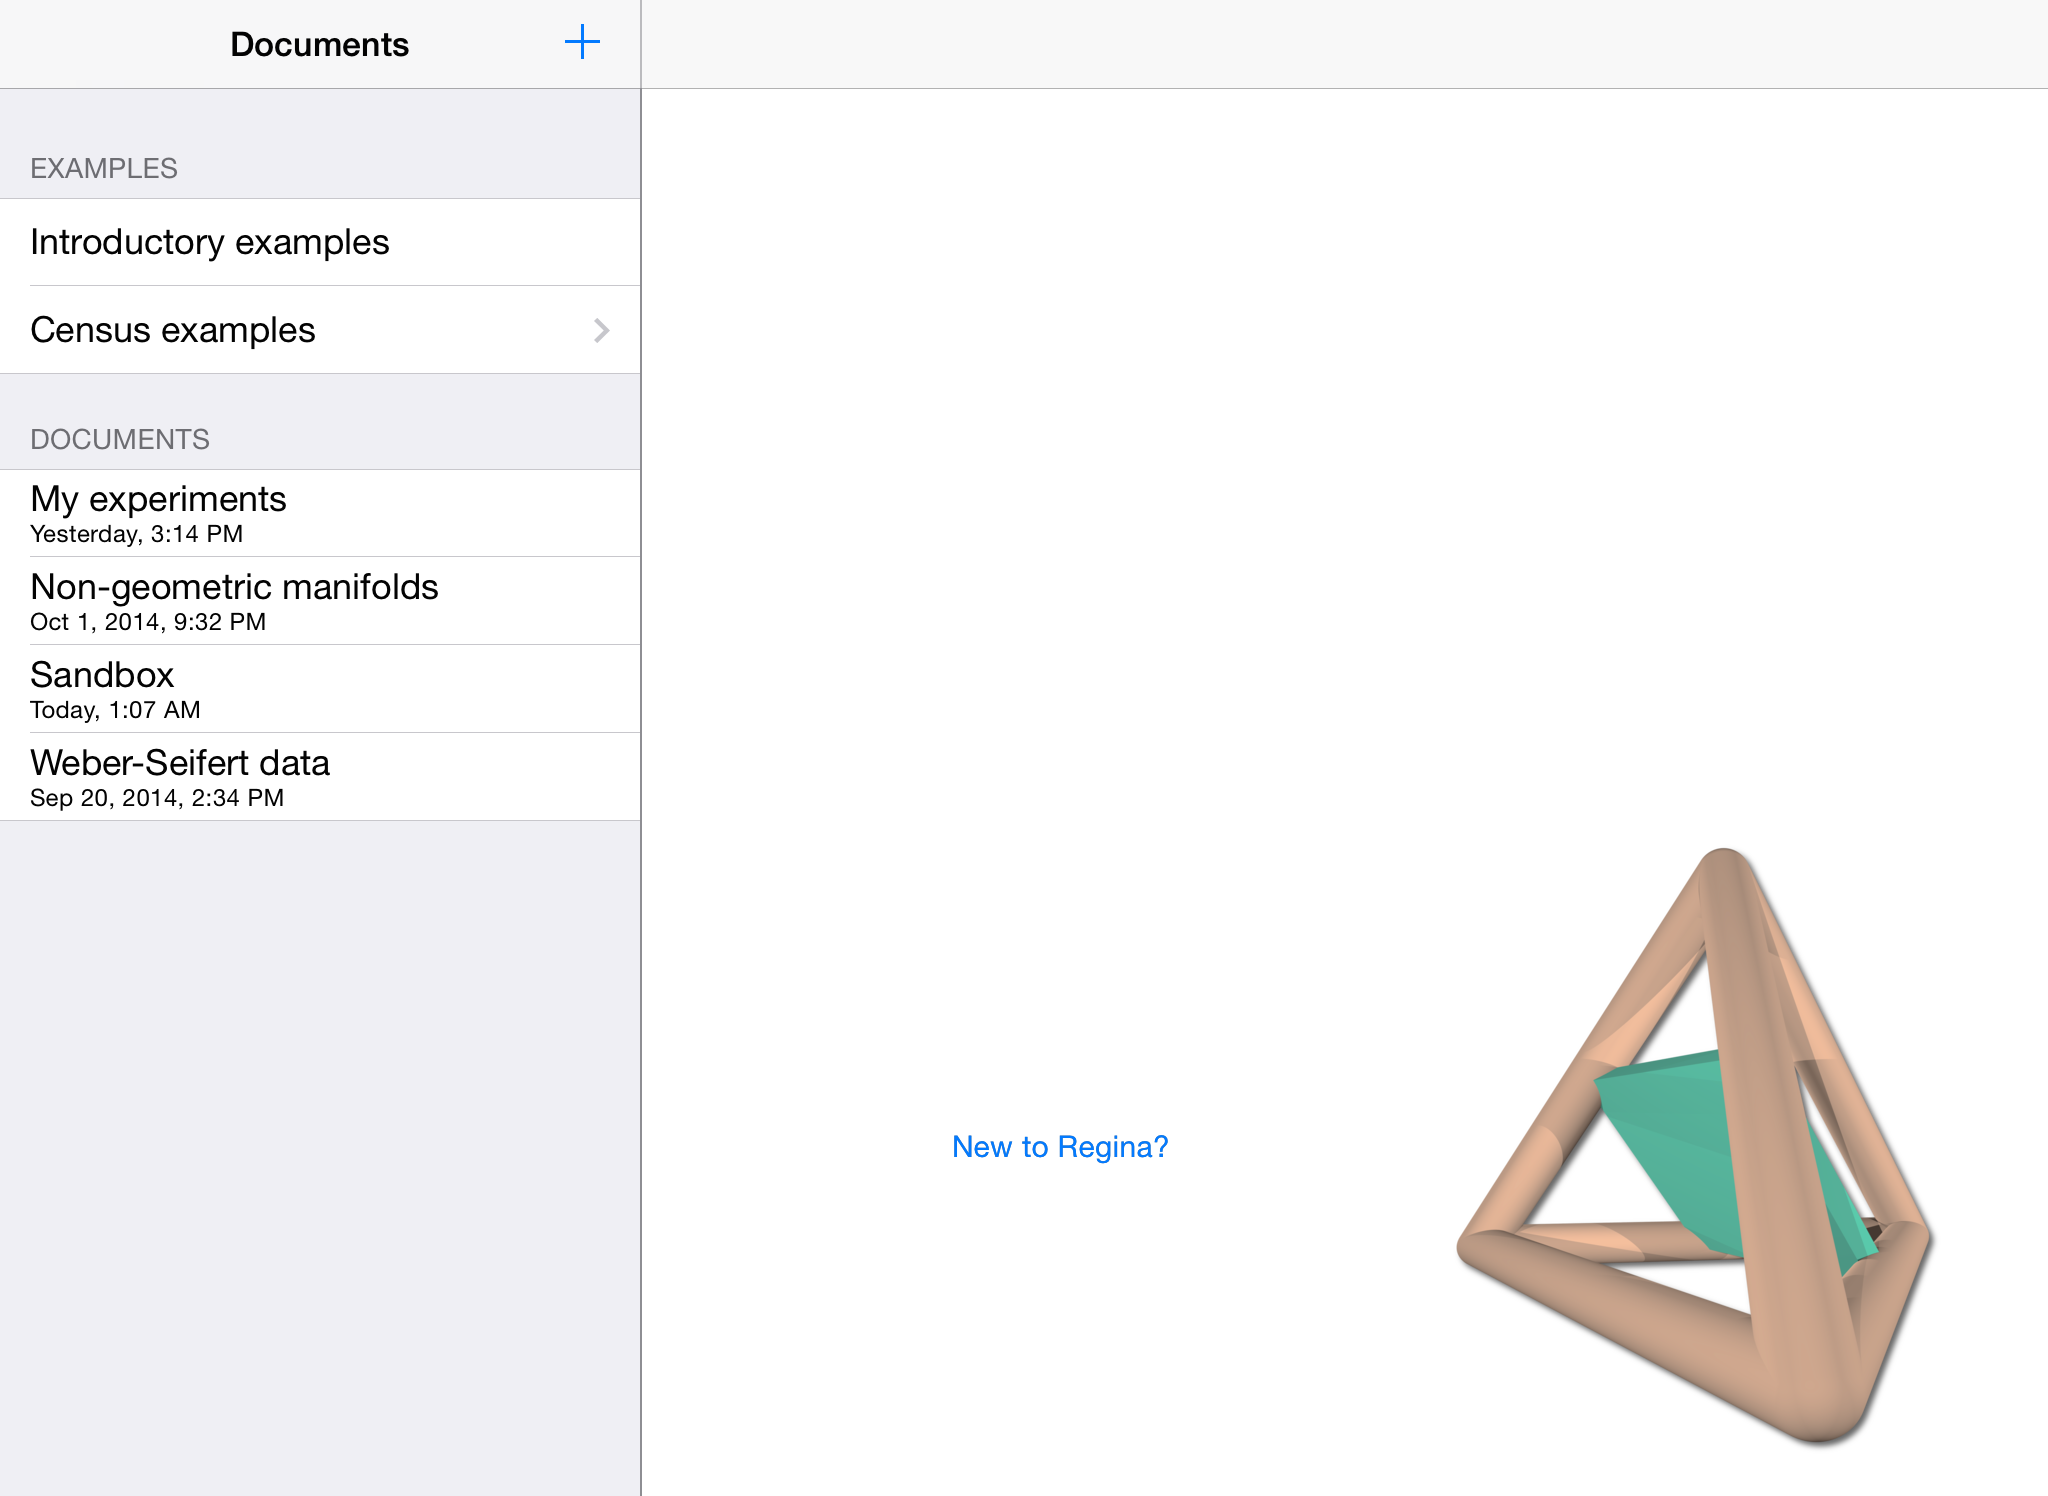 Documents
EXAMPLES
Introductory examples
Census examples
DOCUMENTS
My experiments
Yesterday, 3:14 PM
Non-geometric manifolds
Oct 1, 2014, 9:32 PM
Sandbox
Today, 1:07 AM
Weber-Seifert data
Sep 20, 2014, 2:34 PM
New to Regina?